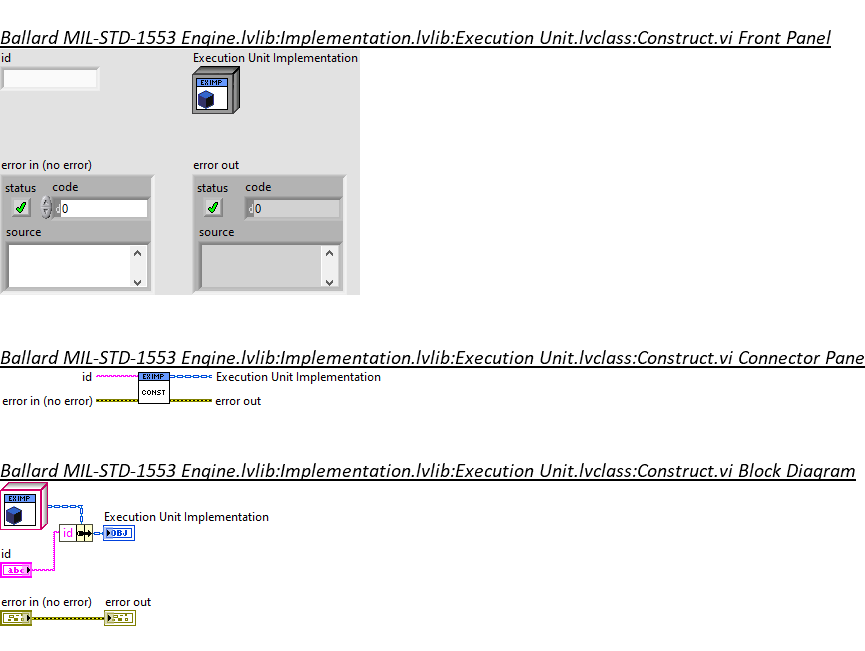 Ballard MIL-STD-1553 Engine.lvlib:Implementation.lvlib:Execution Unit.lvclass:Construct.vi Front Panel
id
Execution Unit Implementation
EXIMP
error in (no error)
error out
status code
status code
d0
d0
source
source
Ballard MIL-STD-1553 Engine.lvlib:Implementation.lvlib:Execution Unit.lvclass:Construct.vi Connector Pane
id
EXIMP
Execution Unit Implementation
CONST
error in (no error)
error out
Ballard MIL-STD-1553 Engine.lvlib:Implementation.lvlib:Execution Unit.lvclass:Construct.vi Block Diagram
EXIMP
Execution Unit Implementation
id
OBJ
id
abc
error in (no error)
error out